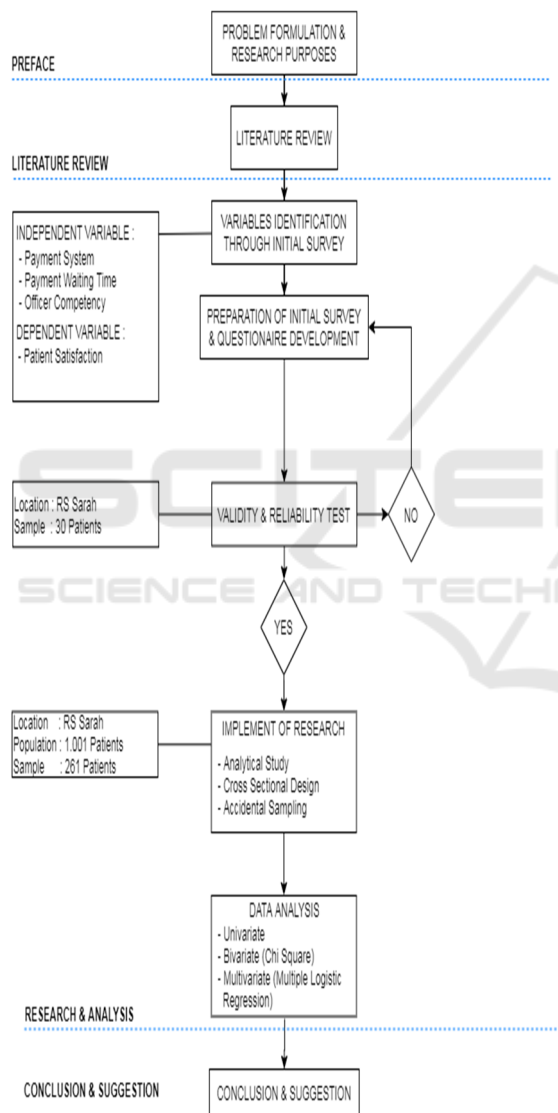 PROBLEM FORMULATION &
RESEARCH PURPOSES
PREFACE
LITERATURE REVIEW
LITERATURE REVIEW
VARIABLES IDENTIFICATION
THROUGH INITIAL SURVEY
INDEPENDENT VARIABLE :
- Payment System
- Payment Waiting Time
- Officer Competency
DEPENDENT VARIABLE :
- Patient Satisfaction
PREPARATION OF INITIAL SURVEY
& QUESTIONAIRE DEVELOPMENT
Location : RS Sarah
Sample : 30 Patients
VALIDITY & RELIABILITY TEST
NO
YES
Location : RS Sarah
Population : 1.001 Patients
Sample : 261 Patients
IMPLEMENT OF RESEARCH
- Analytical Study
- Cross Sectional Design
- Accidental Sampling
DATA ANALYSIS
- Univariate
- Bivariate (Chi Square)
- Multivariate (Multiple Logistic
Regression)
RESEARCH & ANALYSIS
CONCLUSION & SUGGESTION
CONCLUSION & SUGGESTION
SCITE
SCIENCE AND TECH